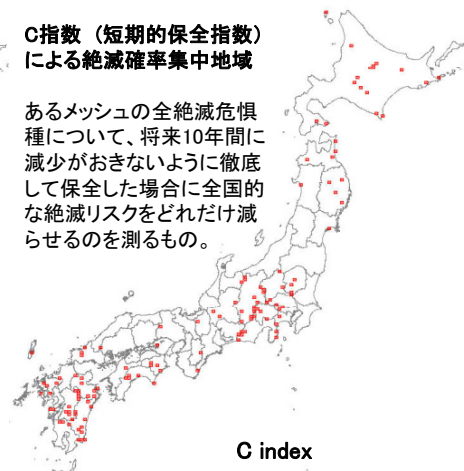 C指数（短期的保全指数）
による絶滅確率集中地域
あるメッシュの全絶滅危惧
種について、将来10年間に
減少がおきないように徹底
して保全した場合に全国的
な絶滅リスクをどれだけ減
らせるのを測るもの。
C index